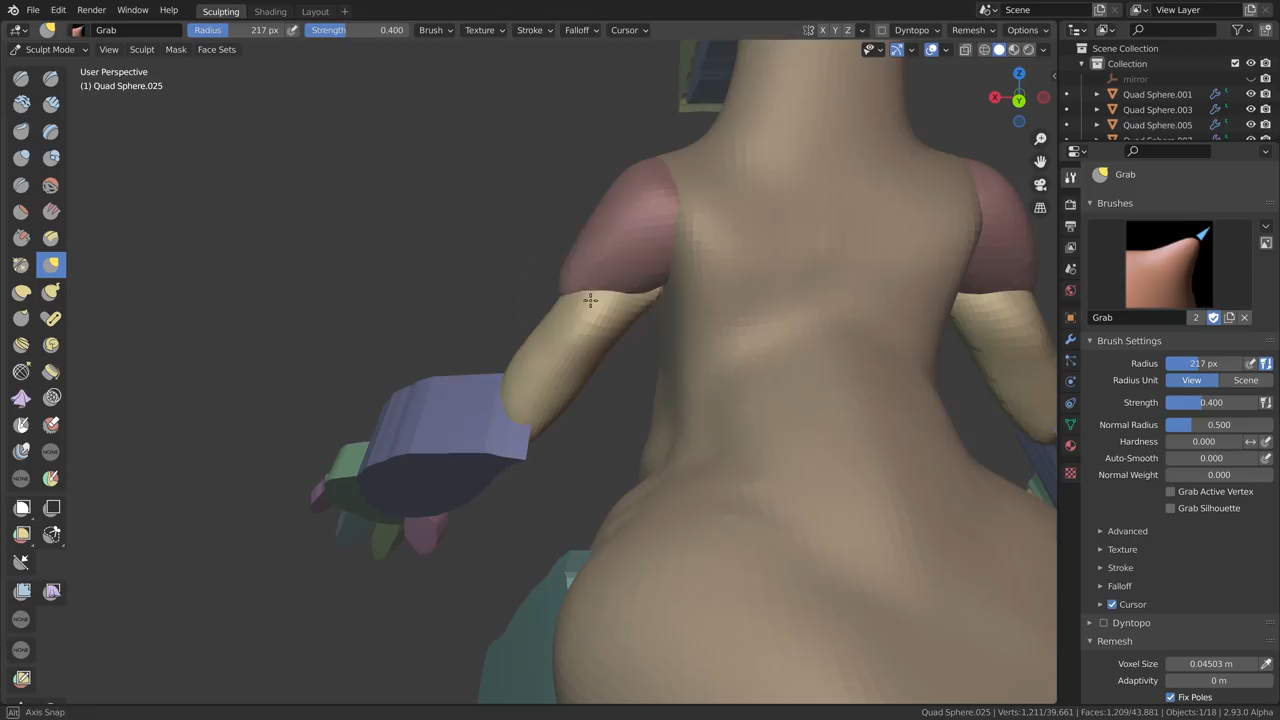 File Edit Render Window Help Sculpting Shading Layout + Scene View Layer
Grab Radius 217 px Strength 0.400 Brush Texture Stroke Falloff Cursor X Y Z Dyntopo Remesh Options
Sculpt Mode View Sculpt Mask Face Sets
User Perspective
(1) Quad Sphere.025
Z
X
Y
NONE
NONE
NONE
NONE
Scene Collection
Collection
mirror
Quad Sphere.001
Quad Sphere.003
Quad Sphere.005
Grab
Brushes
Grab 2
Brush Settings
Radius 217 px
Radius Unit View Scene
Strength 0.400
Normal Radius 0.500
Hardness 0.000
Auto-Smooth 0.000
Normal Weight 0.000
Grab Active Vertex
Grab Silhouette
Advanced
Texture
Stroke
Falloff
Cursor
Dyntopo
Remesh
Voxel Size 0.04503 m
Adaptivity 0 m
Fix Poles
Alt Axis Snap Quad Sphere.025 | Verts:1,211/39,661 | Faces:1,209/43,881 | Objects:1/18 | 2.93.0 Alpha